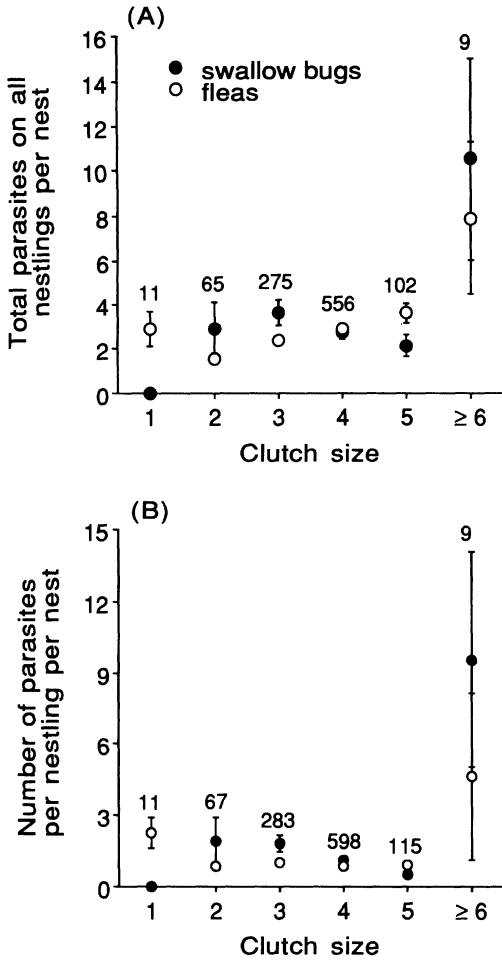 (A)
16
14
12
10
8
6
4
2
0
Total parasites on all
nestlings per nest
swallow bugs
fleas
11
65
275
556
102
9
1 2 3 4 5 ≥ 6
Clutch size
(B)
15
12
9
6
3
0
Number of parasites
per nestling per nest
11
67
283
598
115
9
1 2 3 4 5 ≥ 6
Clutch size